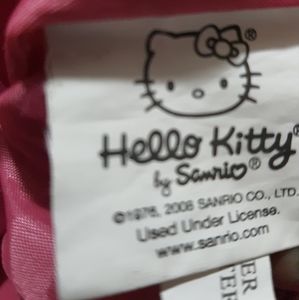 ®
Hello Kitty®
by Sanrio®
©1976, 2008 SANRIO CO., LTD.
Used Under License.
www.sanrio.com